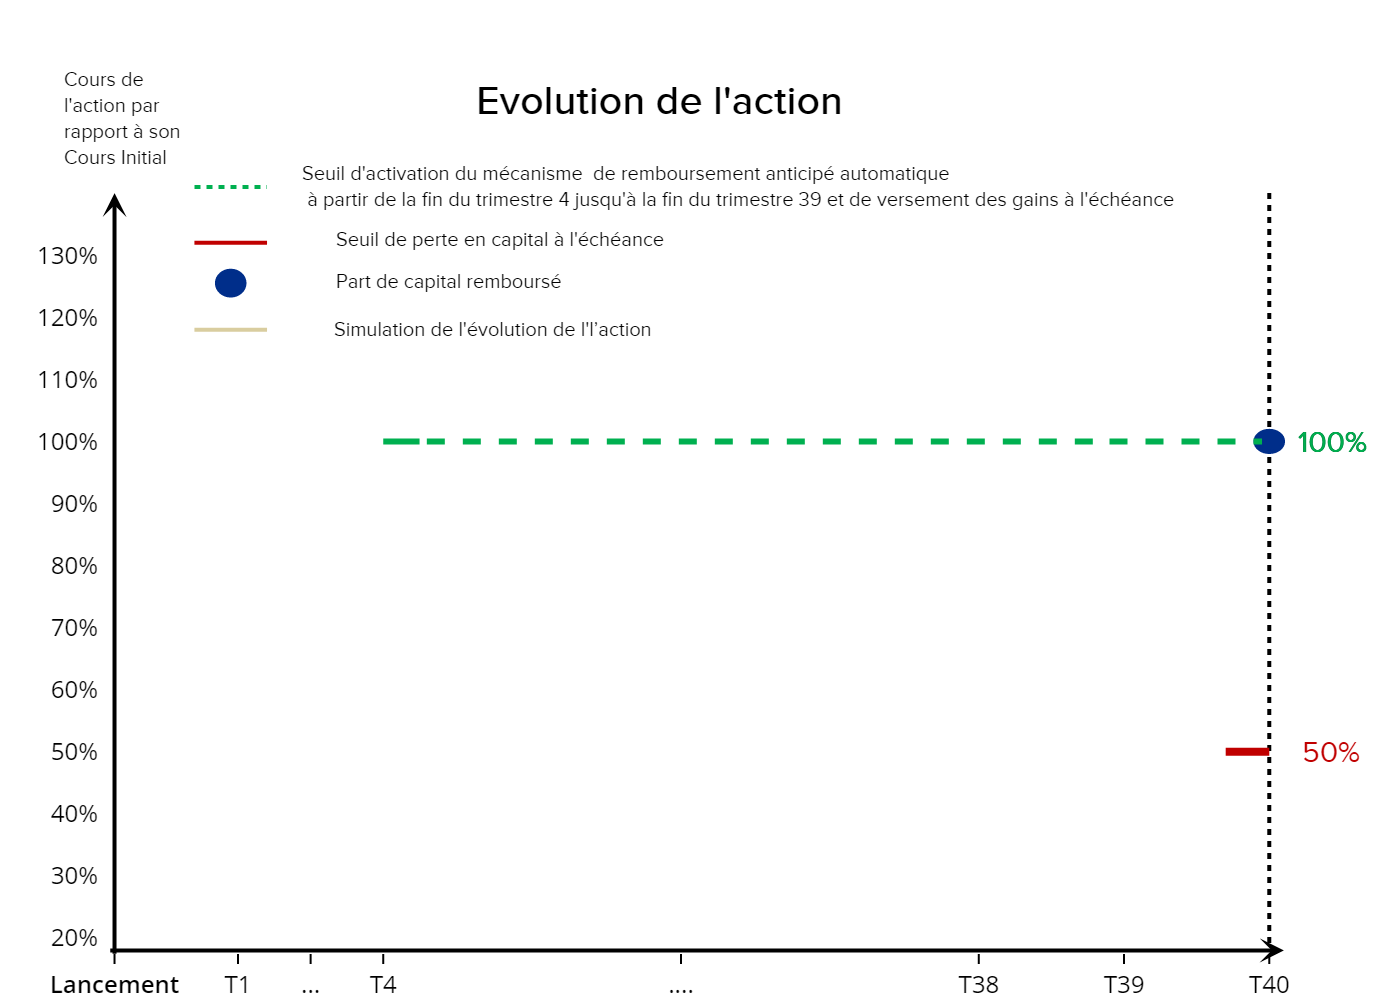 Cours de
l'action par
rapport à son
Cours Initial
Evolution de l'action
Seuil d'activation du mécanisme  de remboursement anticipé automatique
à partir de la fin du trimestre 4 jusqu'à la fin du trimestre 39 et de versement des gains à l'échéance
Seuil de perte en capital à l'échéance
Part de capital remboursé
Simulation de l'évolution de l'l’action
130%
120%
110%
100%
100%
90%
80%
70%
60%
50%
50%
40%
30%
20%
Lancement T1 ... T4 .... T38 T39 T40